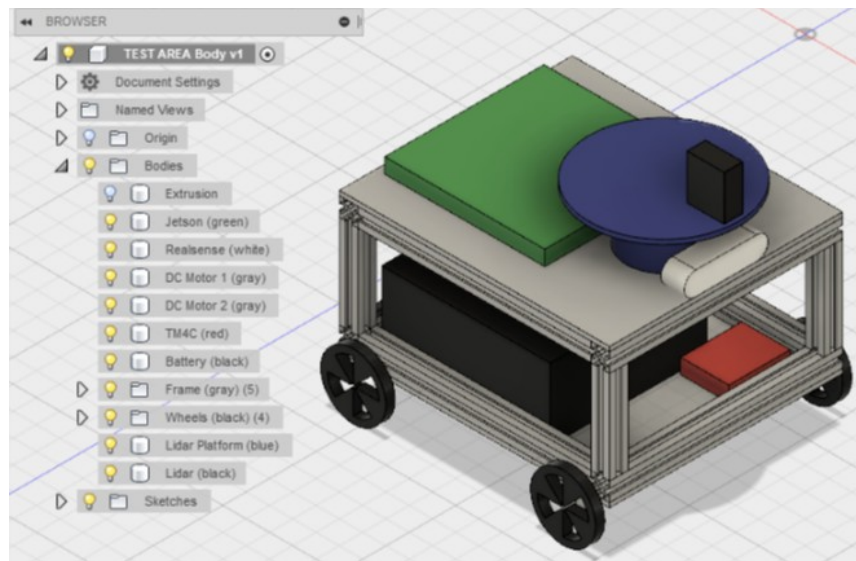 BROWSER
TEST AREA Body v1
Document Settings
Named Views
Origin
Bodies
Extrusion
Jetson (green)
Realsense (white)
DC Motor 1 (gray)
DC Motor 2 (gray)
TM4C (red)
Battery (black)
Frame (gray) (5)
Wheels (black) (4)
Lidar Platform (blue)
Lidar (black)
Sketches